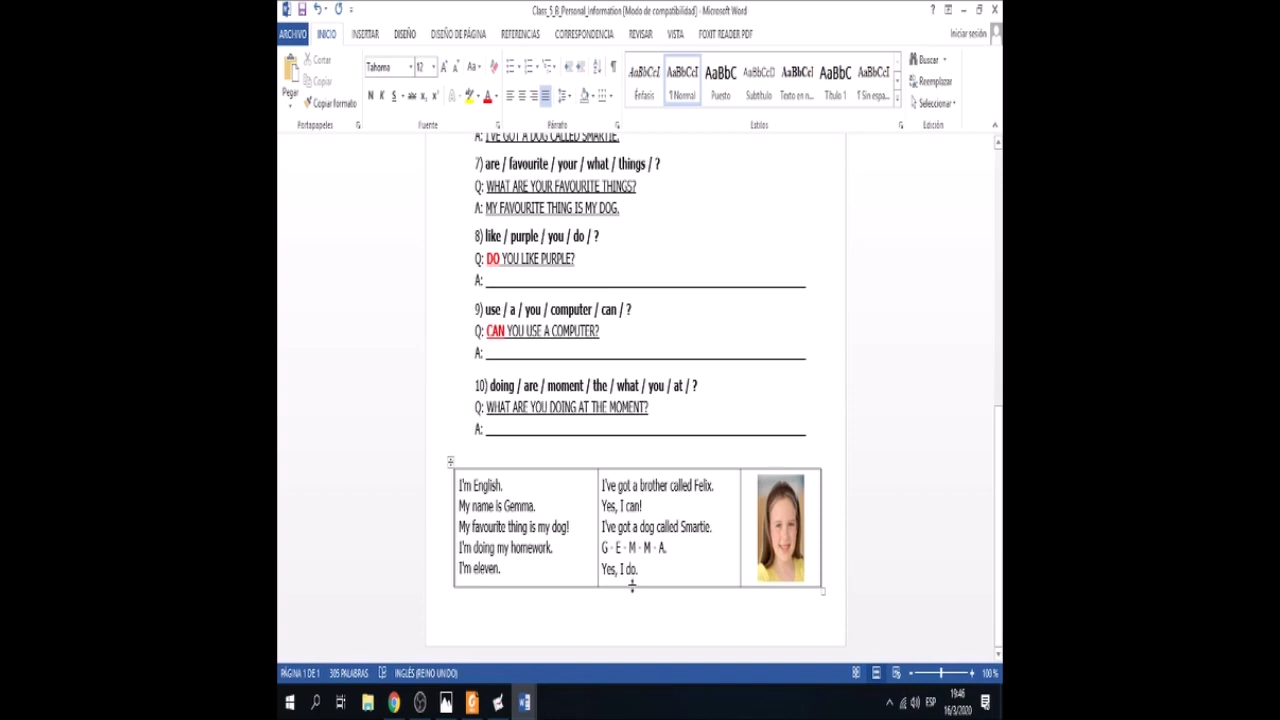 Class_5_B_Personal_Information [Modo de compatibilidad] - Microsoft Word
ARCHIVO INICIO INSERTAR DISEÑO DISEÑO DE PÁGINA REFERENCIAS CORRESPONDENCIA REVISAR VISTA FOXIT READER PDF Iniciar sesión
Pegar
Cortar
Copiar
Copiar formato
Tahoma 12
N K S abc x₂ x² A A
AaBbCcI AaBbCcI AaBbC AaBbCcD AaBbCcI AaBbC AaBbCcI
Énfasis ¶ Normal Puesto Subtítulo Texto en n... Título 1 ¶ Sin espa...
Buscar
Reemplazar
Seleccionar
Portapapeles Fuente Párrafo Estilos Edición
A: I'VE GOT A DOG CALLED SMARTIE.
7) are / favourite / your / what / things / ?
Q: WHAT ARE YOUR FAVOURITE THINGS?
A: MY FAVOURITE THING IS MY DOG.
8) like / purple / you / do / ?
Q: DO YOU LIKE PURPLE?
A:
9) use / a / you / computer / can / ?
Q: CAN YOU USE A COMPUTER?
A:
10) doing / are / moment / the / what / you / at / ?
Q: WHAT ARE YOU DOING AT THE MOMENT?
A:
I'm English.
My name is Gemma.
My favourite thing is my dog!
I'm doing my homework.
I'm eleven.
I've got a brother called Felix.
Yes, I can!
I've got a dog called Smartie.
G - E - M - M - A.
Yes, I do.
PÁGINA 1 DE 1 305 PALABRAS INGLÉS (REINO UNIDO) 100 %
ESP
19:46
16/3/2020